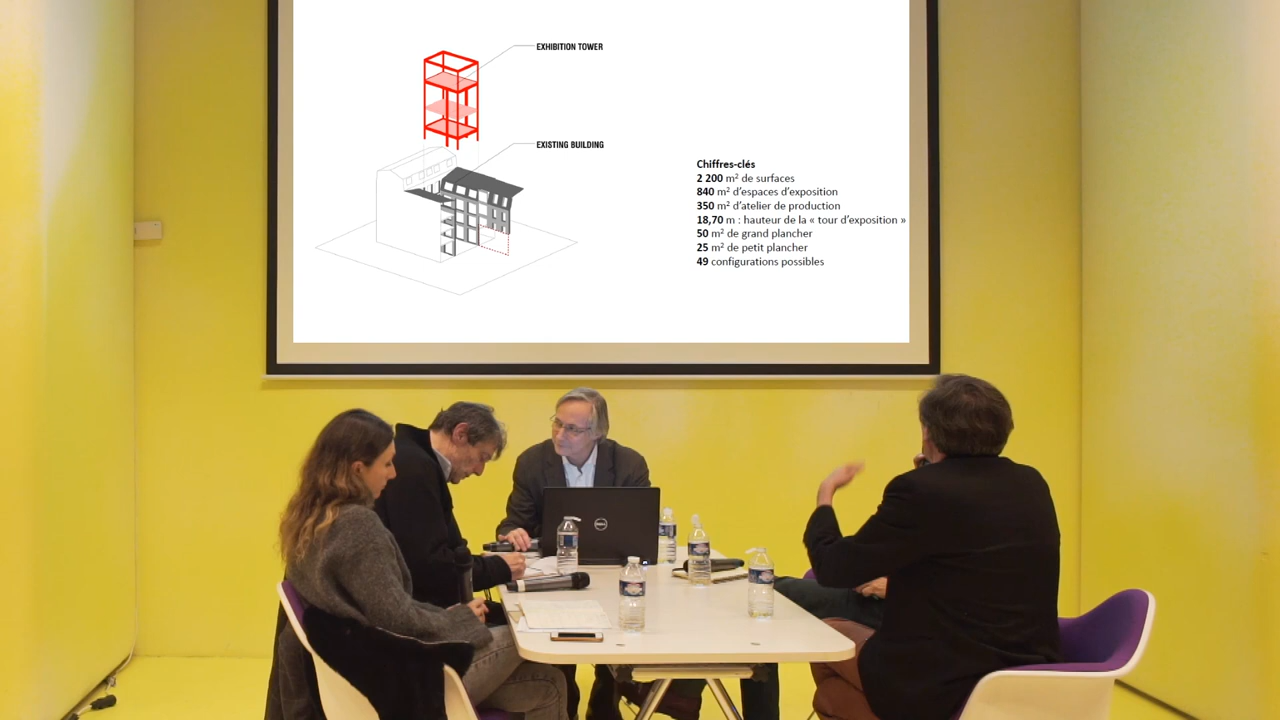 EXHIBITION TOWER
EXISTING BUILDING
Chiffres-clés
2 200 m² de surfaces
840 m² d'espaces d'exposition
350 m² d'atelier de production
18,70 m : hauteur de la « tour d'exposition »
50 m² de grand plancher
25 m² de petit plancher
49 configurations possibles
DELL